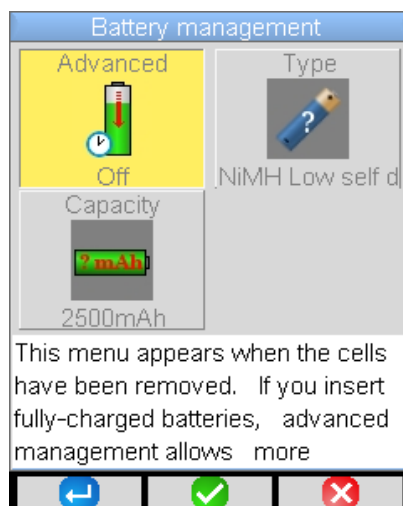 Battery management
Advanced
Type
?
Off
NiMH Low self d
Capacity
? mAh
2500mAh
This menu appears when the cells
have been removed. If you insert
fully-charged batteries, advanced
management allows more